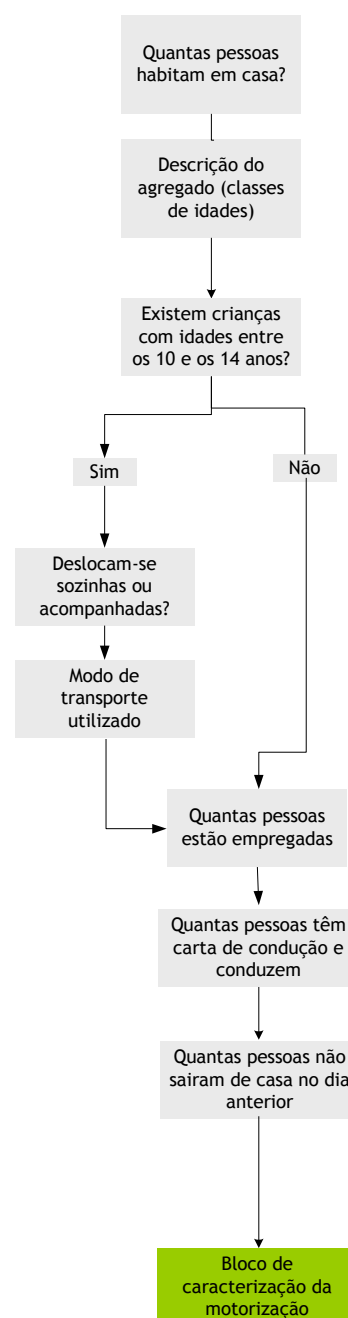 Quantas pessoas
habitam em casa?
Descrição do
agregado (classes
de idades)
Existem crianças
com idades entre
os 10 e os 14 anos?
Sim
Não
Deslocam-se
sozinhas ou
acompanhadas?
Modo de
transporte
utilizado
Quantas pessoas
estão empregadas
Quantas pessoas têm
carta de condução e
conduzem
Quantas pessoas não
sairam de casa no dia
anterior
Bloco de
caracterização da
motorização